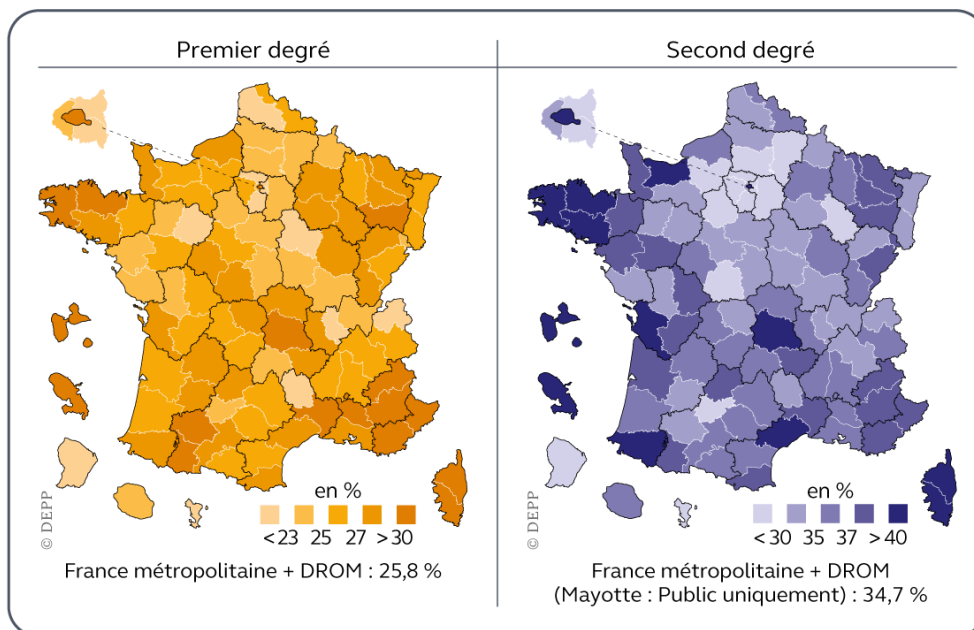 Premier degré
Second degré
en %
<23 25 27 >30
© DEPP
France métropolitaine + DROM : 25,8 %
en %
<30 35 37 >40
© DEPP
France métropolitaine + DROM
(Mayotte : Public uniquement) : 34,7 %